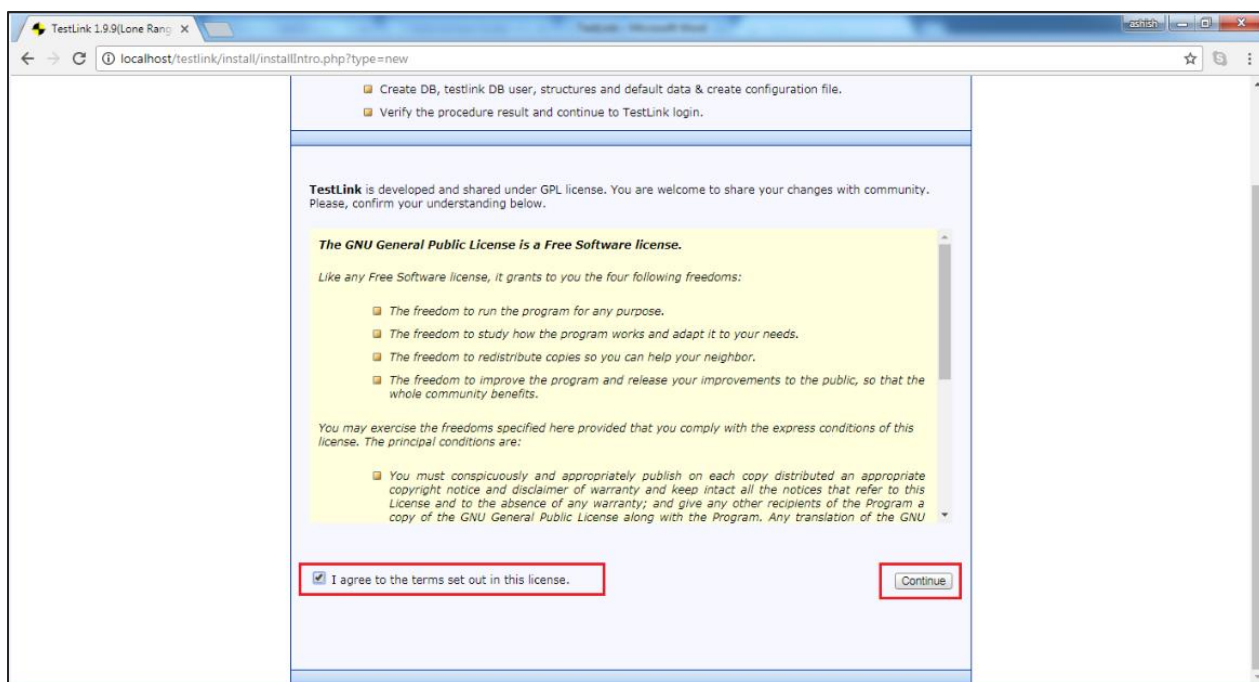 TestLink 1.9.9(Lone Rang
TestLink - Microsoft Word
ashish
localhost/testlink/install/installIntro.php?type=new
Create DB, testlink DB user, structures and default data & create configuration file.
Verify the procedure result and continue to TestLink login.
TestLink is developed and shared under GPL license. You are welcome to share your changes with community.
Please, confirm your understanding below.
The GNU General Public License is a Free Software license.
Like any Free Software license, it grants to you the four following freedoms:
The freedom to run the program for any purpose.
The freedom to study how the program works and adapt it to your needs.
The freedom to redistribute copies so you can help your neighbor.
The freedom to improve the program and release your improvements to the public, so that the
whole community benefits.
You may exercise the freedoms specified here provided that you comply with the express conditions of this
license. The principal conditions are:
You must conspicuously and appropriately publish on each copy distributed an appropriate
copyright notice and disclaimer of warranty and keep intact all the notices that refer to this
License and to the absence of any warranty; and give any other recipients of the Program a
copy of the GNU General Public License along with the Program. Any translation of the GNU
I agree to the terms set out in this license.
Continue